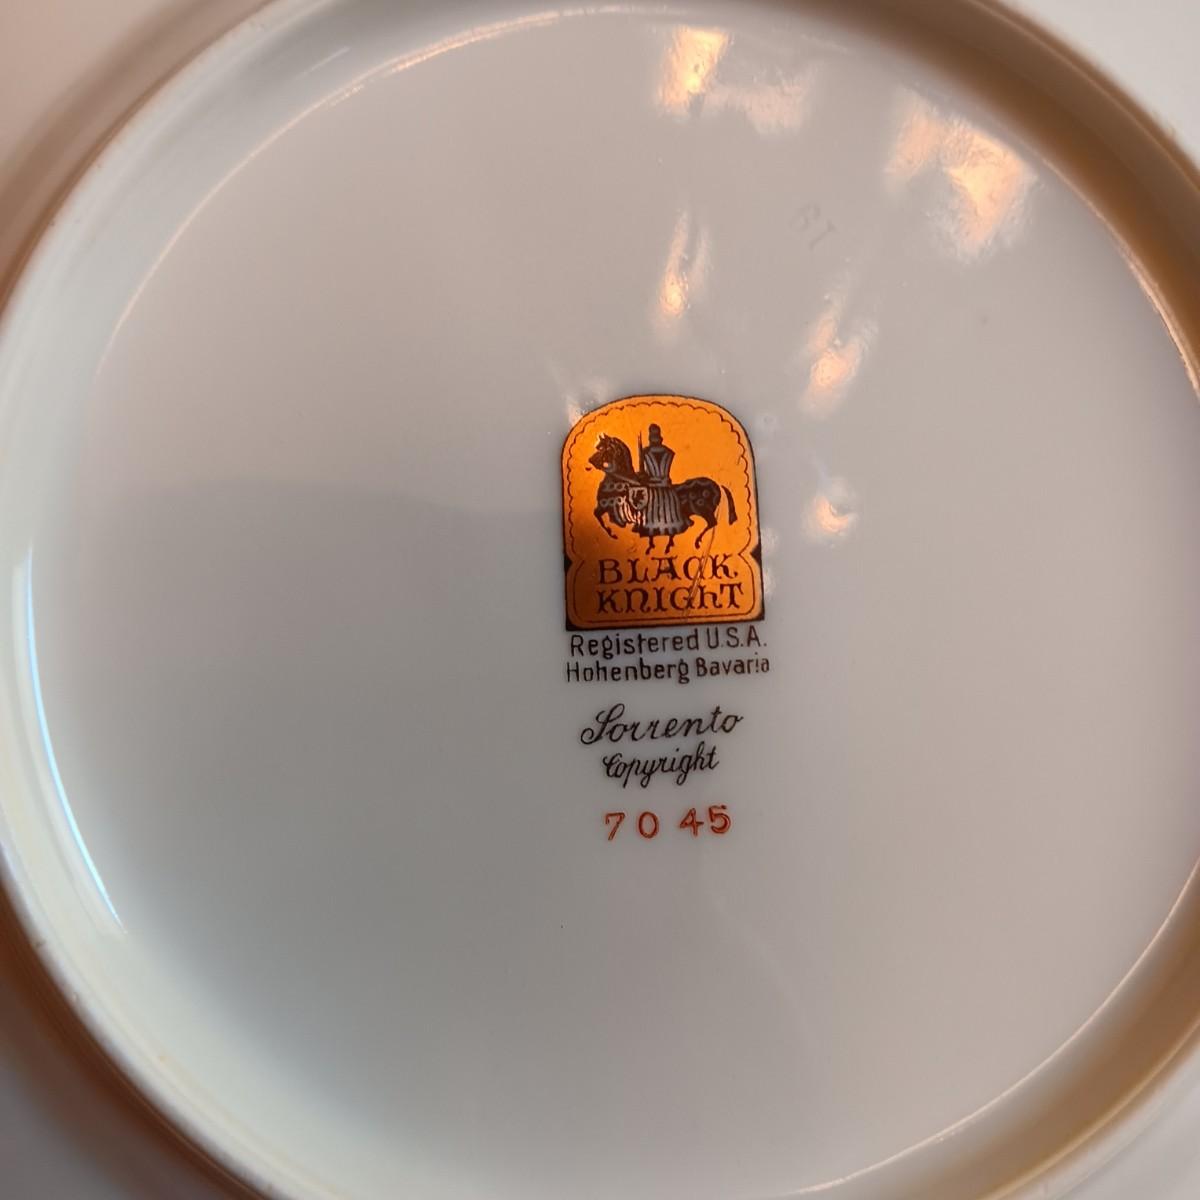 BLACK
KNIGHT
Registered U.S.A.
Hohenberg Bavaria
Sorrento
Copyright
7045